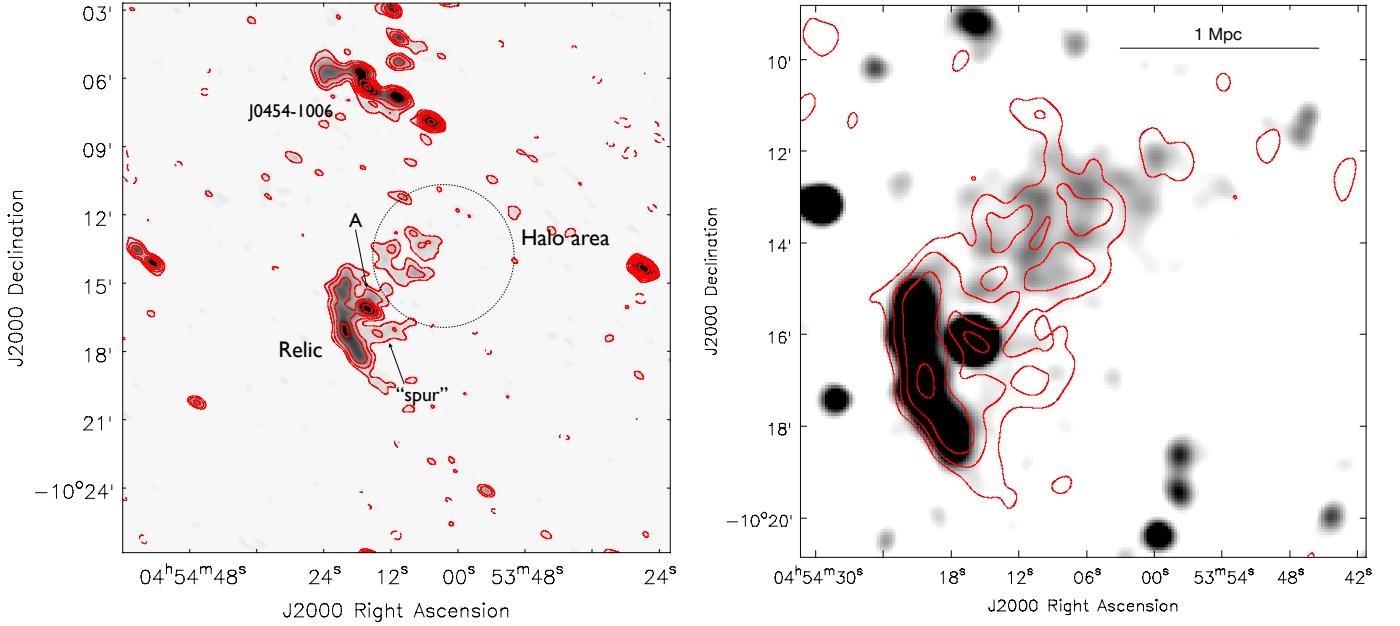 03'
06'
J0454-1006
09'
12'
A
Halo area
15'
18'
Relic
"spur"
21'
−10°24'
04ʰ54ᵐ48ˢ 24ˢ 12ˢ 00ˢ 53ᵐ48ˢ 24ˢ
J2000 Right Ascension
J2000 Declination
1 Mpc
10'
12'
14'
16'
18'
−10°20'
04ʰ54ᵐ30ˢ 18ˢ 12ˢ 06ˢ 00ˢ 53ᵐ54ˢ 48ˢ 42ˢ
J2000 Right Ascension
J2000 Declination